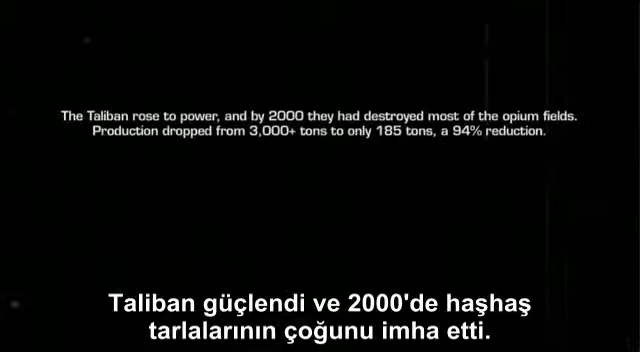 The Taliban rose to power, and by 2000 they had destroyed most of the opium fields.
Production dropped from 3,000+ tons to only 185 tons, a 94% reduction.
Taliban güçlendi ve 2000'de haşhaş
tarlalarının çoğunu imha etti.